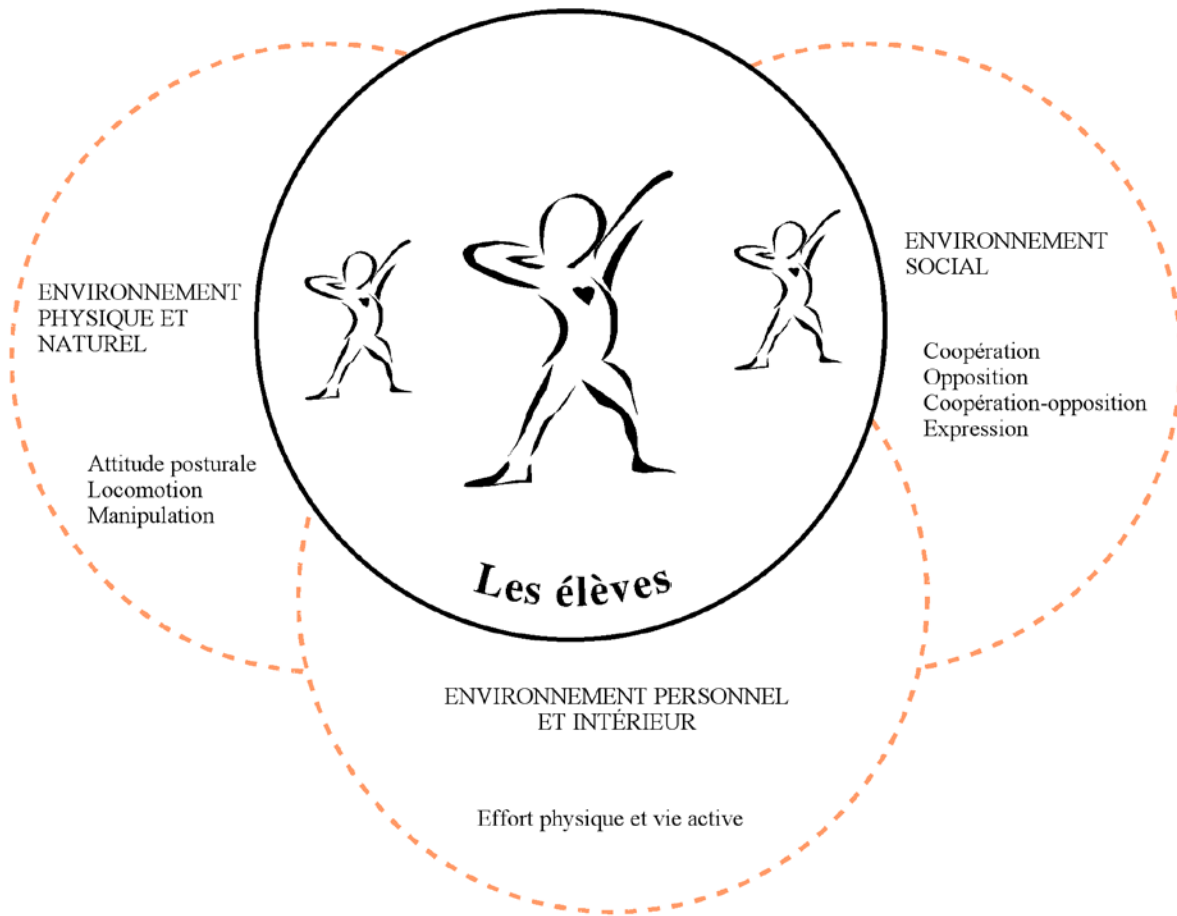 ENVIRONNEMENT
PHYSIQUE ET
NATUREL
Attitude posturale
Locomotion
Manipulation
ENVIRONNEMENT
SOCIAL
Coopération
Opposition
Coopération-opposition
Expression
Les élèves
ENVIRONNEMENT PERSONNEL
ET INTÉRIEUR
Effort physique et vie active